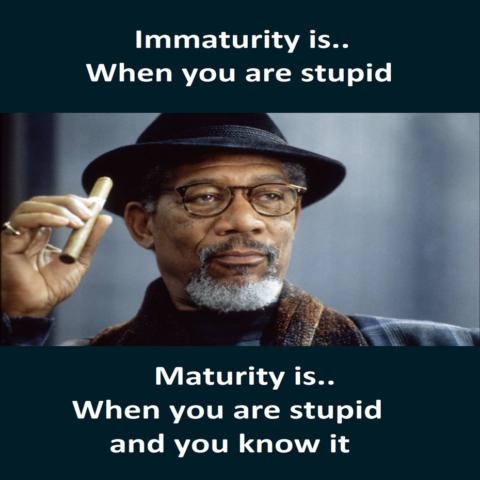 Immaturity is..
When you are stupid
Maturity is..
When you are stupid
and you know it